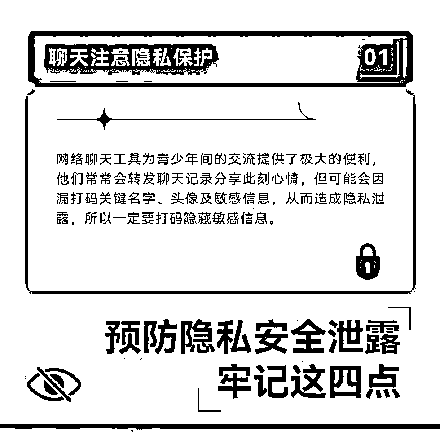 聊天注意隐私保护
01
网络聊天工具为青少年间的交流提供了极大的便利，
他们常常会转发聊天记录分享此刻心情，但可能会因
漏打码关键名字、头像及敏感信息，从而造成隐私泄
露，所以一定要打码隐藏敏感信息。
预防隐私安全泄露
牢记这四点